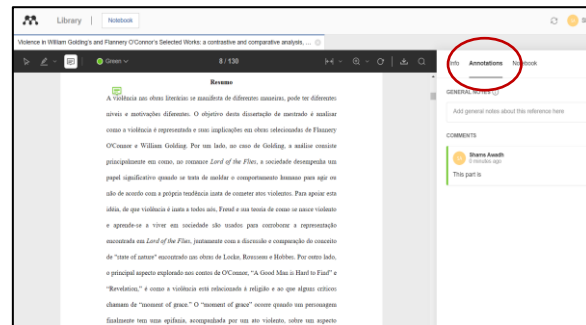 Library
Notebook
Violence in William Golding's and Flannery O'Connor's Selected Works: a contrastive and comparative analysis, ...
Green
8 / 130
Resumo
A violência nas obras literárias se manifesta de diferentes maneiras, pode ter diferentes
níveis e motivações diferentes. O objetivo deste dissertação de mestrado é analisar
como a violência é representada e suas implicações em obras selecionadas de Flannery
O'Connor e William Golding. Por um lado, no caso de Golding, a análise consiste
principalmente em como, no romance Lord of the Flies, a sociedade desempenha um
papel significativo quando se trata de moldar o comportamento humano para agir ou
não de acordo com a própria tendência inata de cometer atos violentos. Para apoiar esta
idéia, de que violência é inata a todos nós, Freud e sua teoria de como se nasce violento
e aprende-se a viver em sociedade são usados para corroborar a representação
encontrada em Lord of the Flies, juntamente com a discussão e comparação do conceito
de "state of nature" encontrado nas obras de Locke, Rousseau e Hobbes. Por outro lado,
o principal aspecto explorado nos contos de O'Connor, "A Good Man is Hard to Find" e
"Revelation," é como a violência está relacionada à religião e ao que alguns críticos
chamam de "moment of grace." O "moment of grace" ocorre quando um personagem
finalmente tem uma epifania, acompanhada por um ato violento, sobre um aspecto
Info
Annotations
Notebook
GENERAL NOTES
Add general notes about this reference here
COMMENTS
Shams Awadh
0 minutes ago
This part is